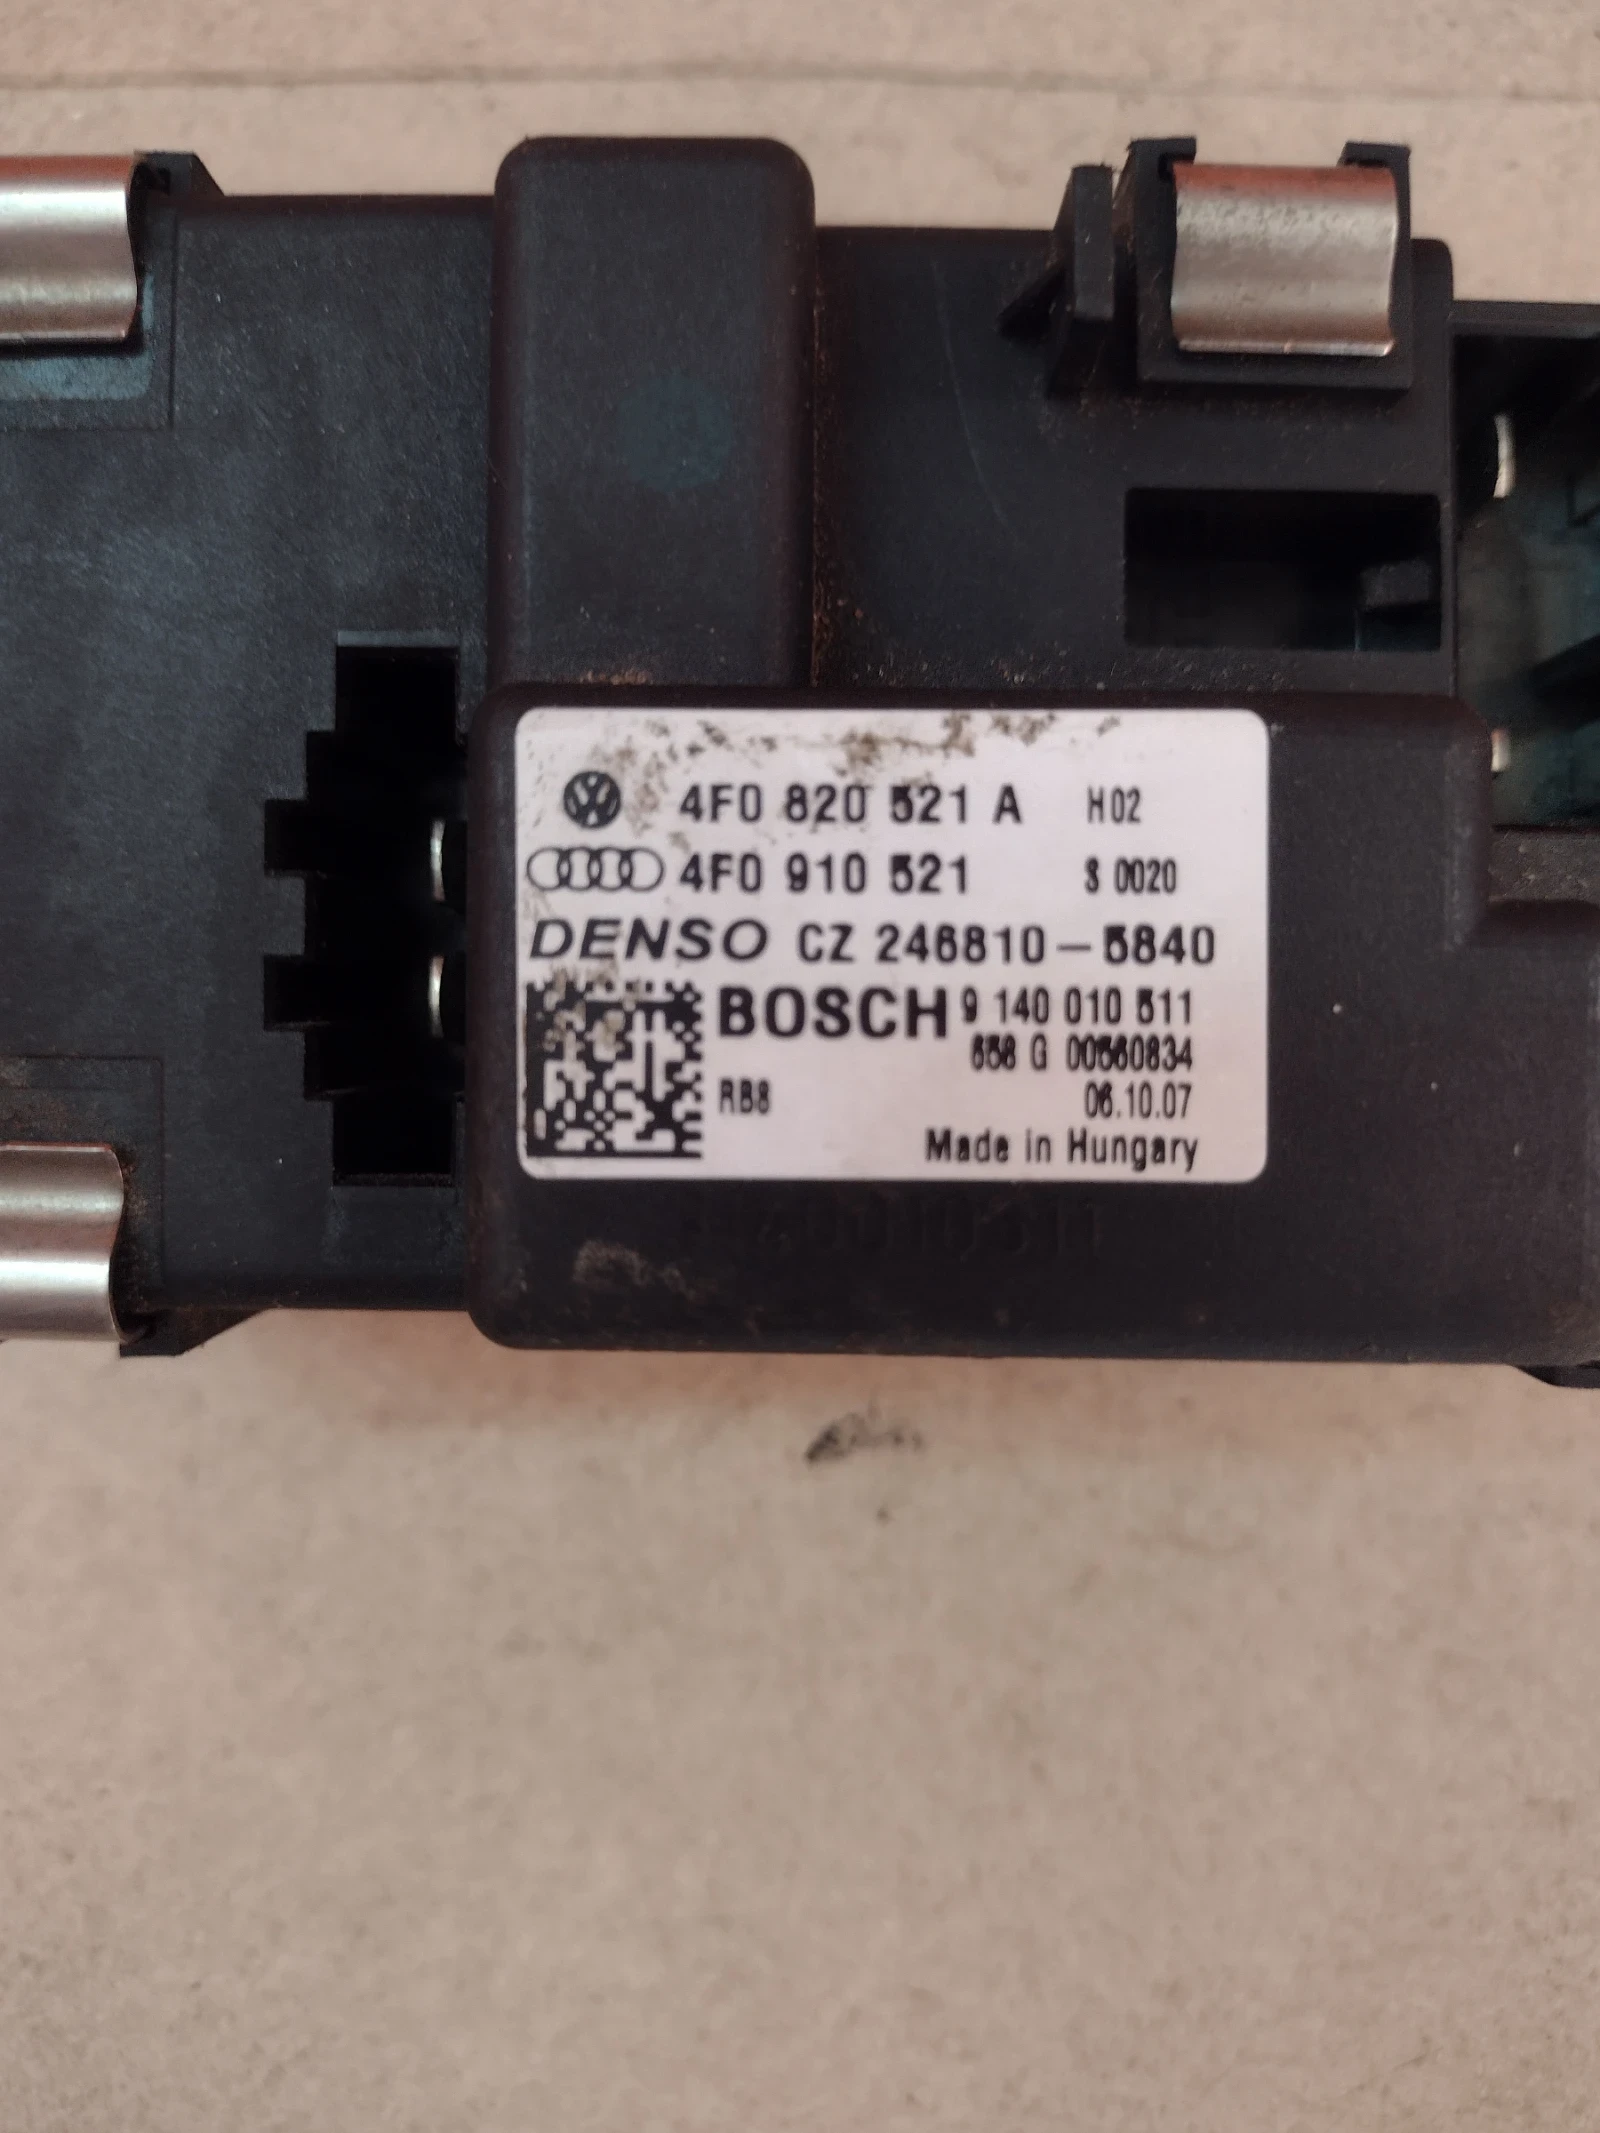 4F0 820 521 A H02
4F0 910 521 S 0020
DENSO CZ 246810-5840
BOSCH 9 140 010 511
658 G 00560834
RB8 06.10.07
Made in Hungary